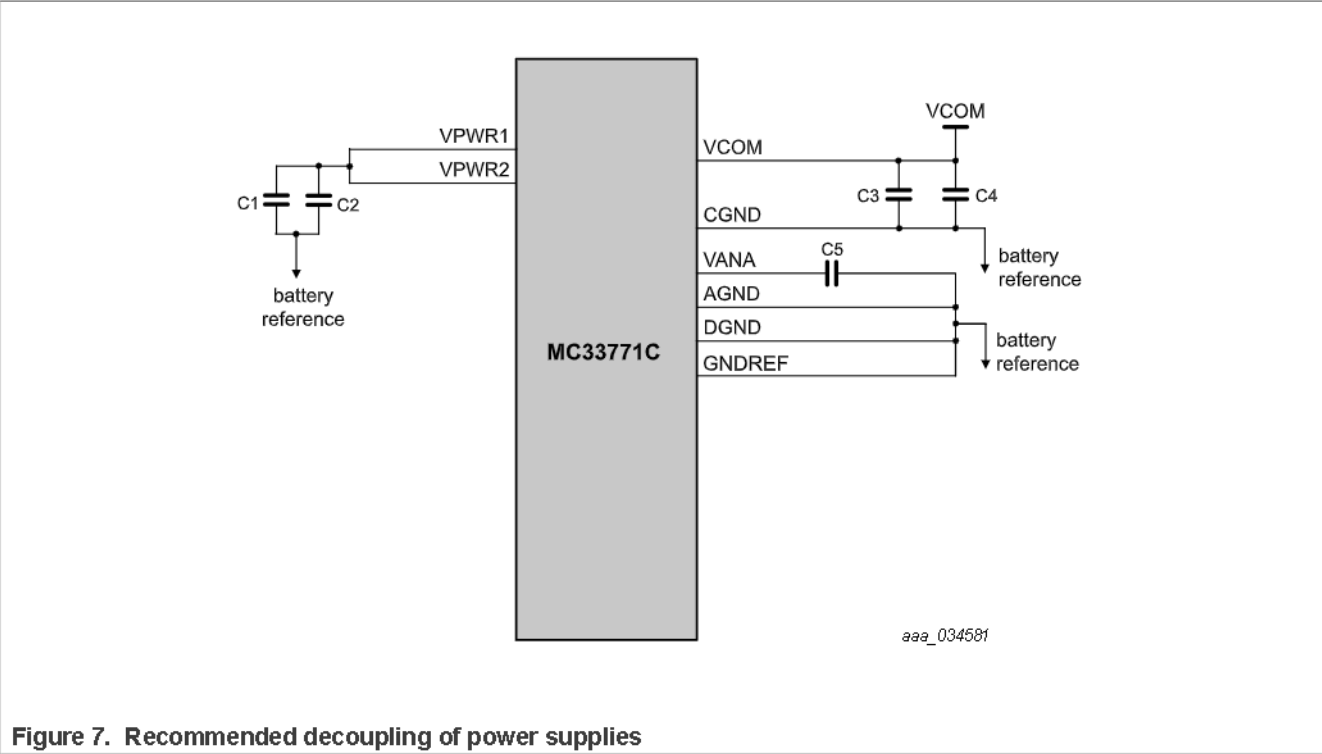 VCOM
VPWR1
VCOM
VPWR2
C1
C2
C3
C4
CGND
C5
VANA
battery
reference
AGND
battery
reference
DGND
MC33771C
battery
reference
GNDREF
aaa_034581
Figure 7. Recommended decoupling of power supplies